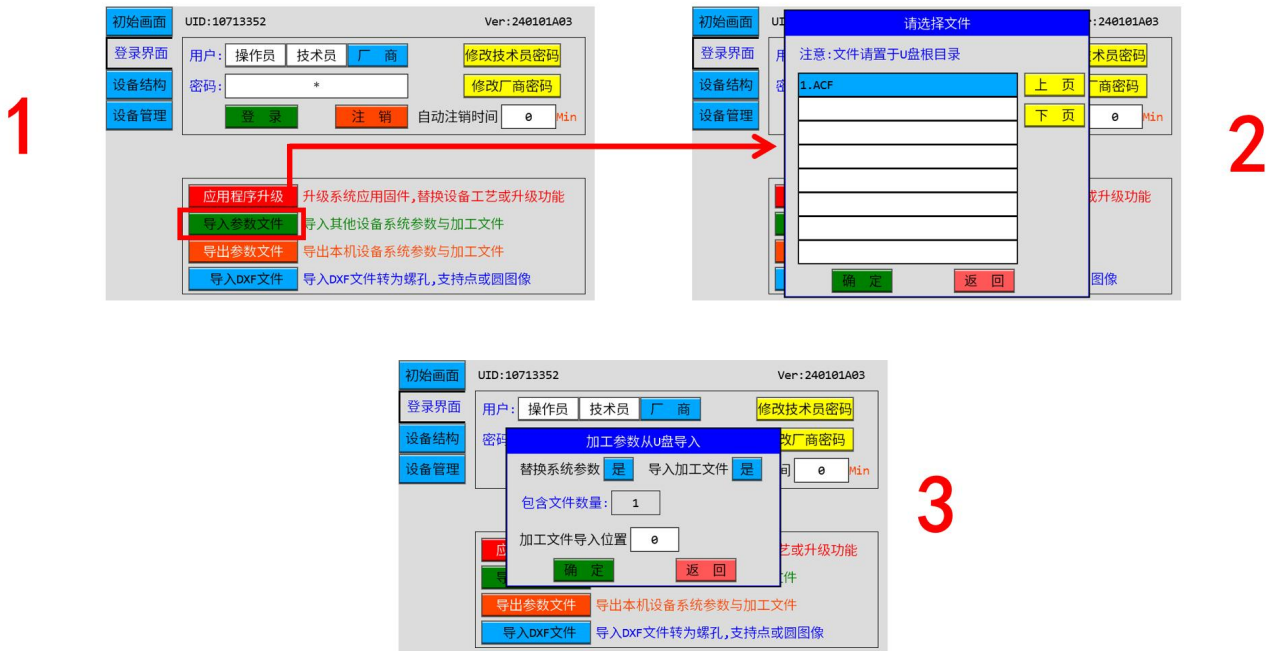 初始画面 UID:10713352 Ver:240101A03
登录界面 用户: 操作员 技术员 厂 商 修改技术员密码
设备结构 密码: * 修改厂商密码
设备管理 登 录 注 销 自动注销时间 0 Min
应用程序升级 升级系统应用固件,替换设备工艺或升级功能
导入参数文件 导入其他设备系统参数与加工文件
导出参数文件 导出本机设备系统参数与加工文件
导入DXF文件 导入DXF文件转为螺孔,支持点或圆图像
1
初始画面 UI 请选择文件 :240101A03
登录界面 注意:文件请置于U盘根目录 术员密码
设备结构 1.ACF 上 页 厂商密码
设备管理 下 页 0 Min
或升级功能
确 定 返 回 图像
2
初始画面 UID:10713352 Ver:240101A03
登录界面 用户: 操作员 技术员 厂 商 修改技术员密码
设备结构 密码 加工参数从U盘导入 改厂商密码
设备管理 替换系统参数 是 导入加工文件 是 间 0 Min
包含文件数量: 1
加工文件导入位置 0
应 艺或升级功能
导 确 定 返 回 件
导出参数文件 导出本机设备系统参数与加工文件
导入DXF文件 导入DXF文件转为螺孔,支持点或圆图像
3